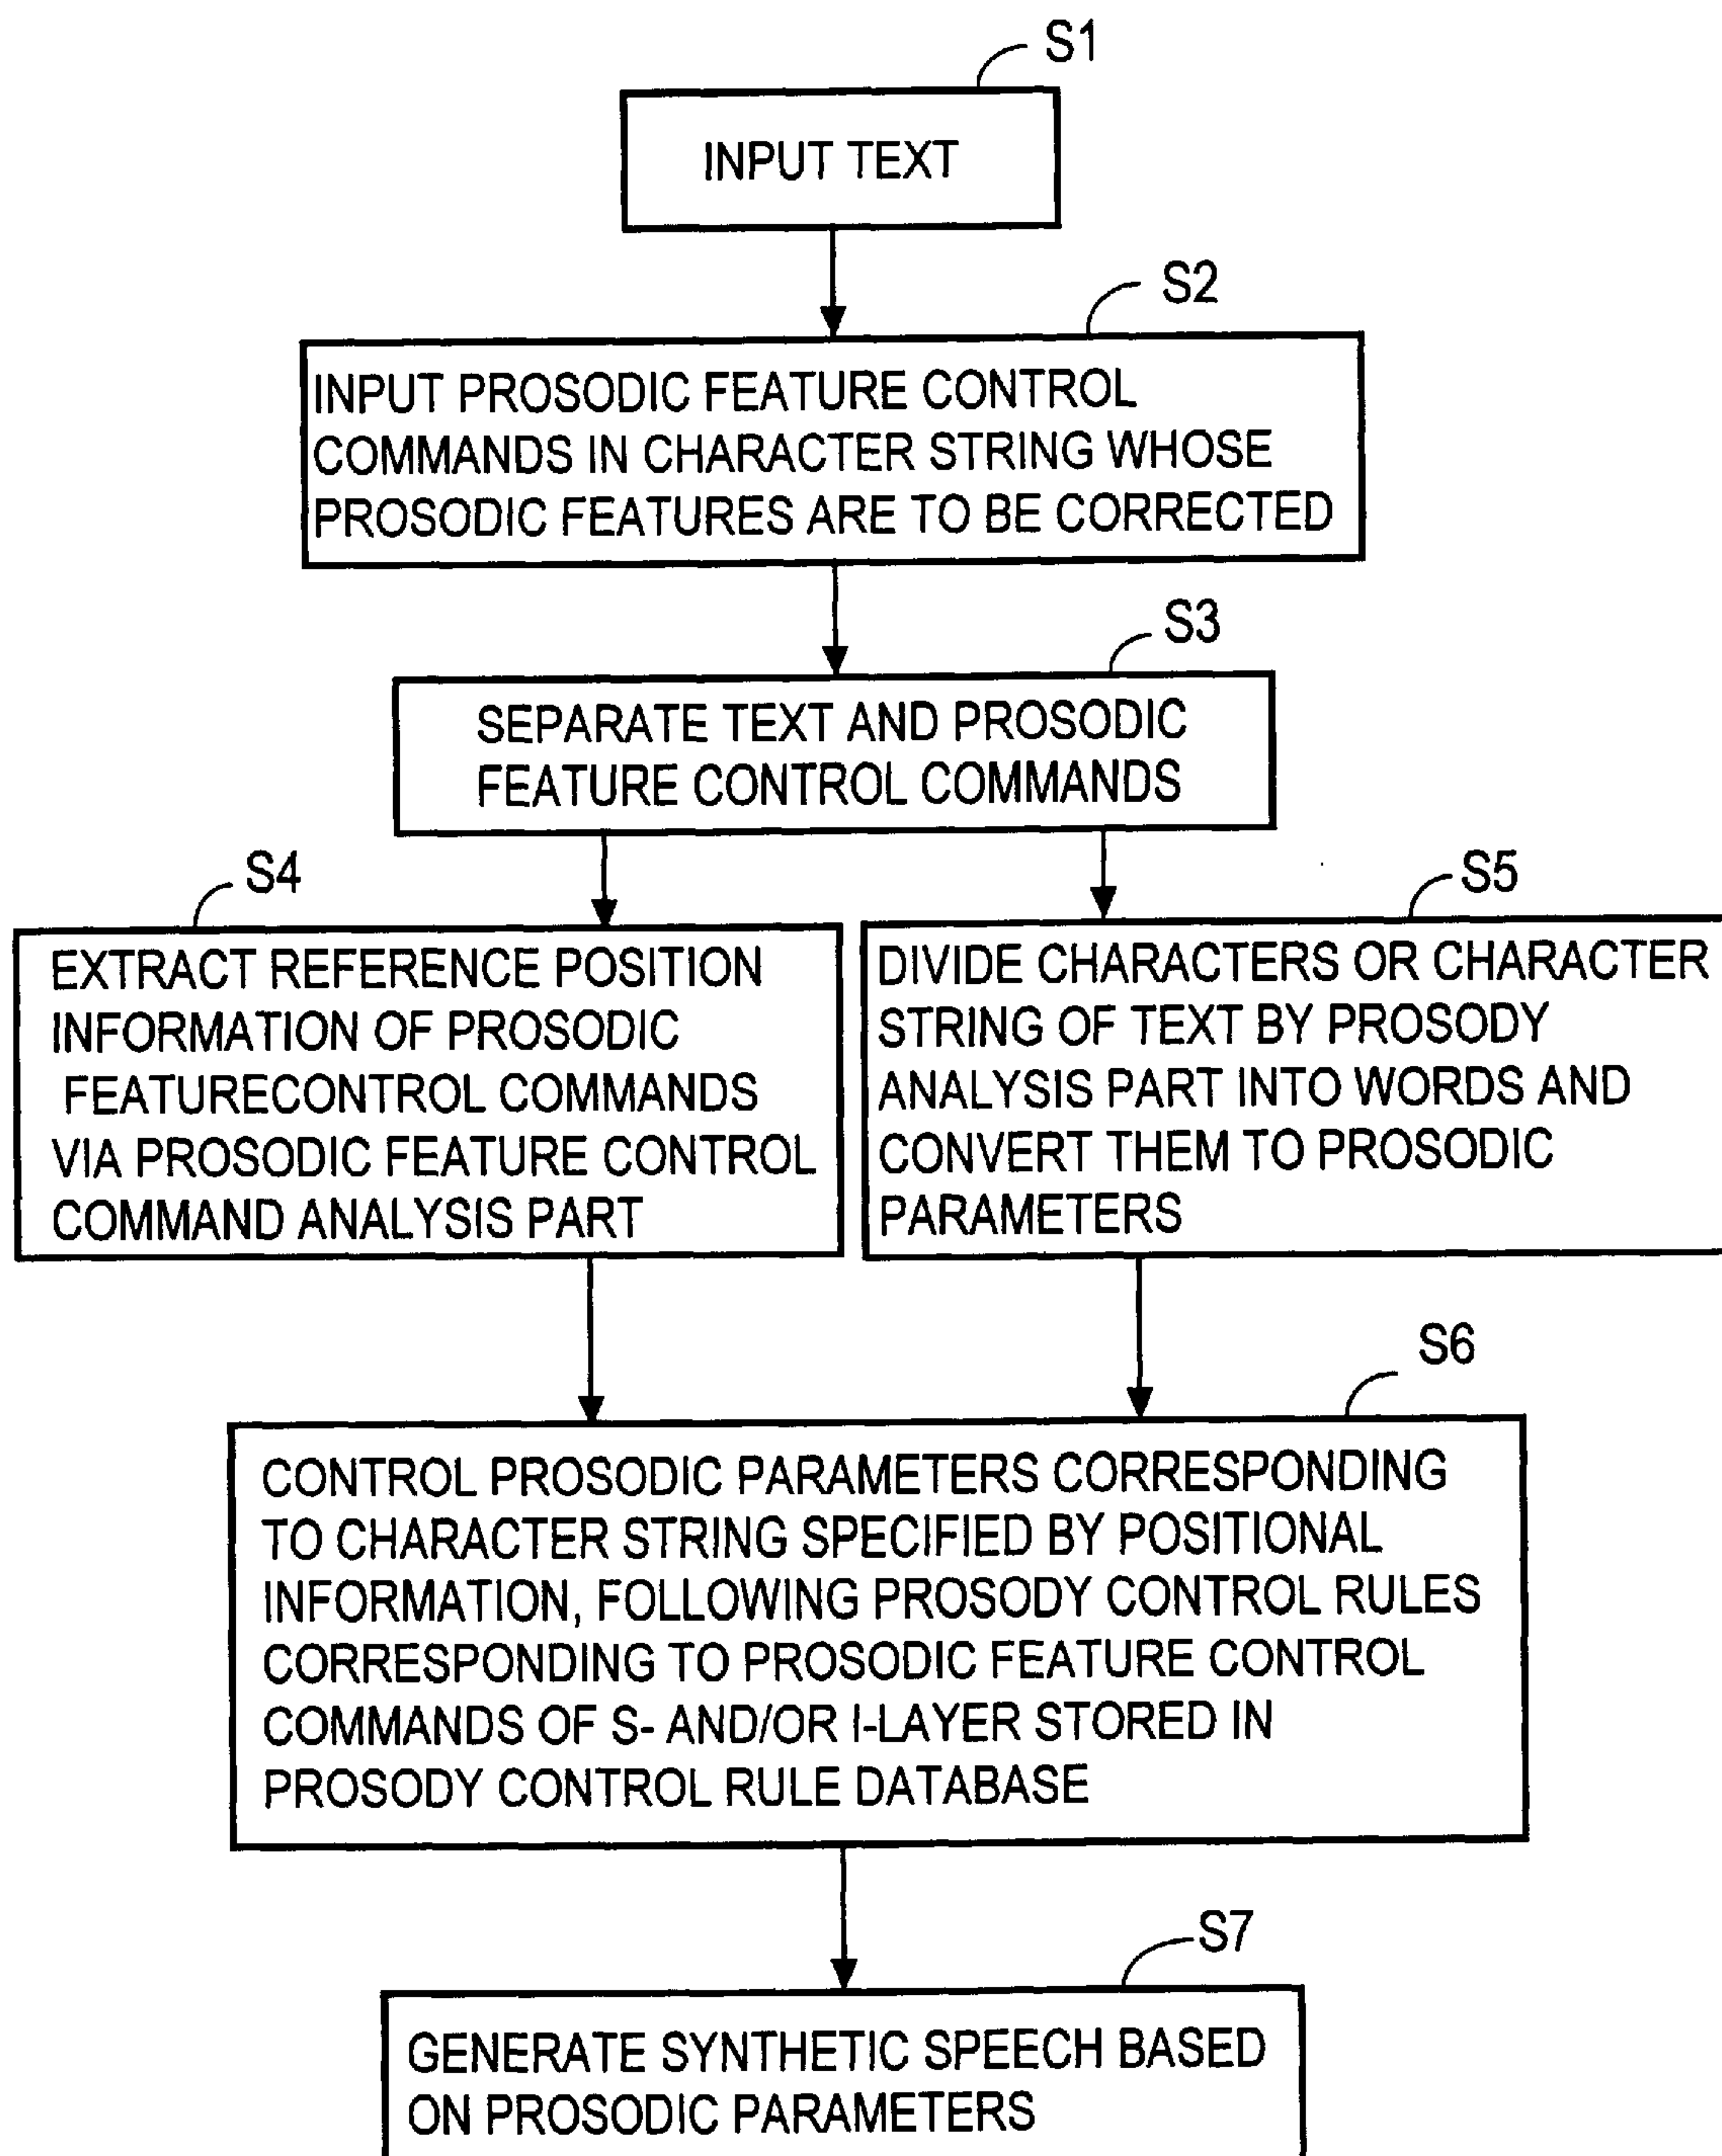 S1
INPUT TEXT
S2
INPUT PROSODIC FEATURE CONTROL
COMMANDS IN CHARACTER STRING WHOSE
PROSODIC FEATURES ARE TO BE CORRECTED
S3
SEPARATE TEXT AND PROSODIC
FEATURE CONTROL COMMANDS
S4
EXTRACT REFERENCE POSITION
INFORMATION OF PROSODIC
FEATURECONTROL COMMANDS
VIA PROSODIC FEATURE CONTROL
COMMAND ANALYSIS PART
S5
DIVIDE CHARACTERS OR CHARACTER
STRING OF TEXT BY PROSODY
ANALYSIS PART INTO WORDS AND
CONVERT THEM TO PROSODIC
PARAMETERS
S6
CONTROL PROSODIC PARAMETERS CORRESPONDING
TO CHARACTER STRING SPECIFIED BY POSITIONAL
INFORMATION, FOLLOWING PROSODY CONTROL RULES
CORRESPONDING TO PROSODIC FEATURE CONTROL
COMMANDS OF S- AND/OR I-LAYER STORED IN
PROSODY CONTROL RULE DATABASE
S7
GENERATE SYNTHETIC SPEECH BASED
ON PROSODIC PARAMETERS